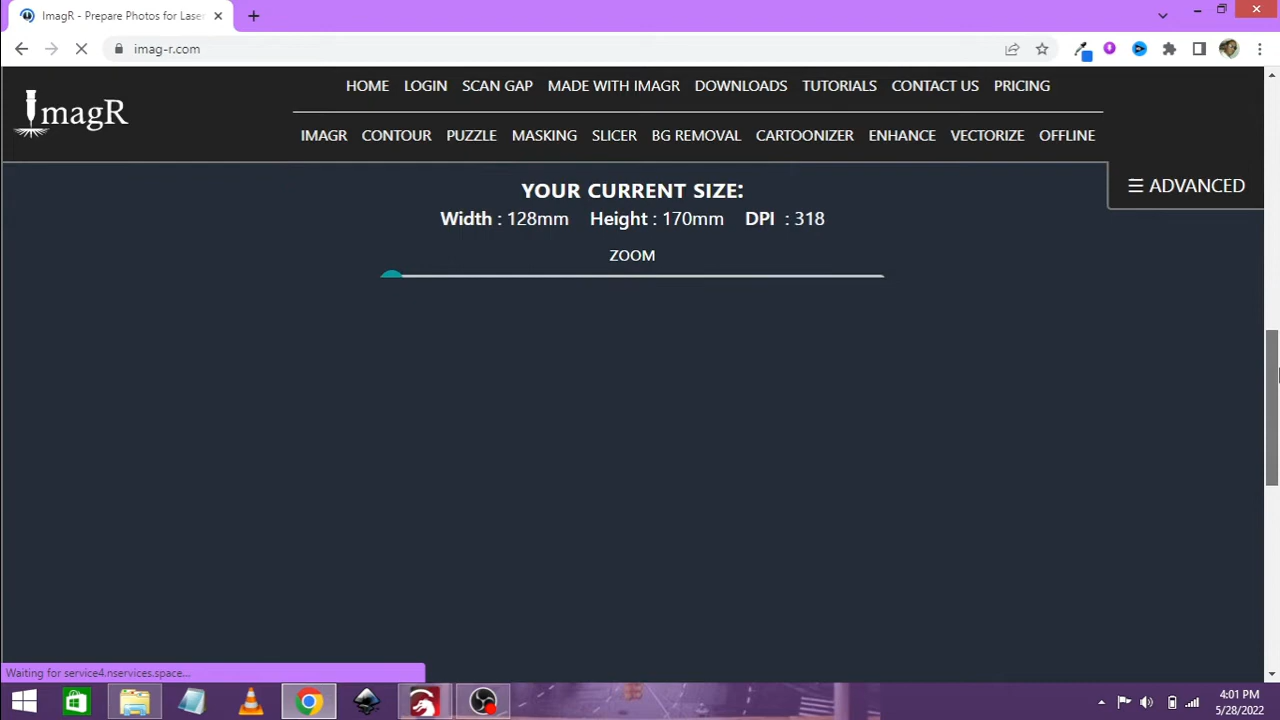 ImagR - Prepare Photos for Laser
imag-r.com
ImagR
HOME LOGIN SCAN GAP MADE WITH IMAGR DOWNLOADS TUTORIALS CONTACT US PRICING
IMAGR CONTOUR PUZZLE MASKING SLICER BG REMOVAL CARTOONIZER ENHANCE VECTORIZE OFFLINE
☰ ADVANCED
YOUR CURRENT SIZE:
Width : 128mm Height : 170mm DPI : 318
ZOOM
Waiting for service4.nservices.space...
4:01 PM
5/28/2022